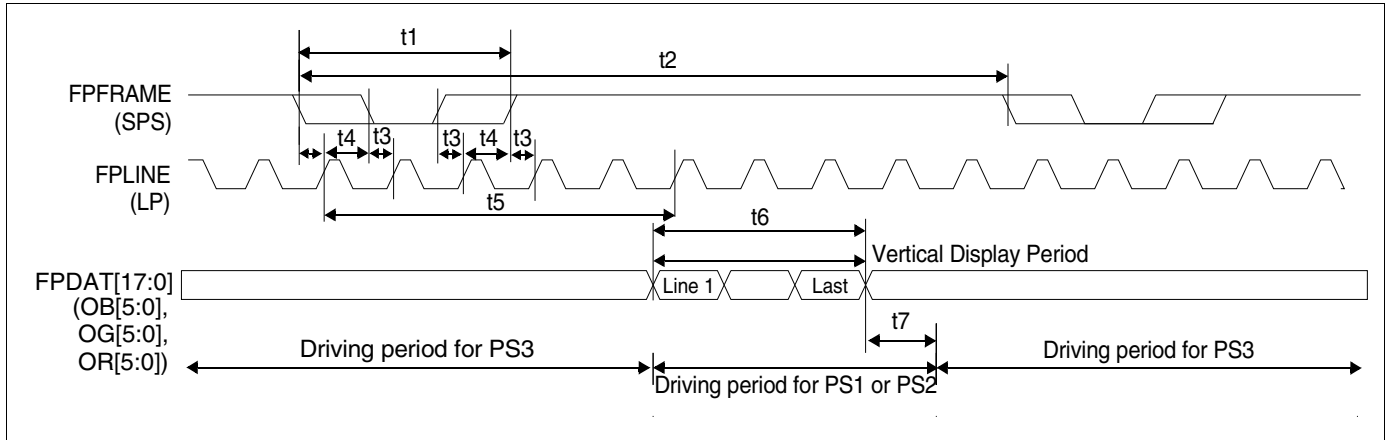 t1
t2
FPFRAME
(SPS)
t4 t3 t3 t4 t3
FPLINE
(LP)
t5
t6
Vertical Display Period
FPDAT[17:0]
(OB[5:0],
OG[5:0],
OR[5:0])
Line 1
Last
t7
Driving period for PS3
Driving period for PS1 or PS2
Driving period for PS3